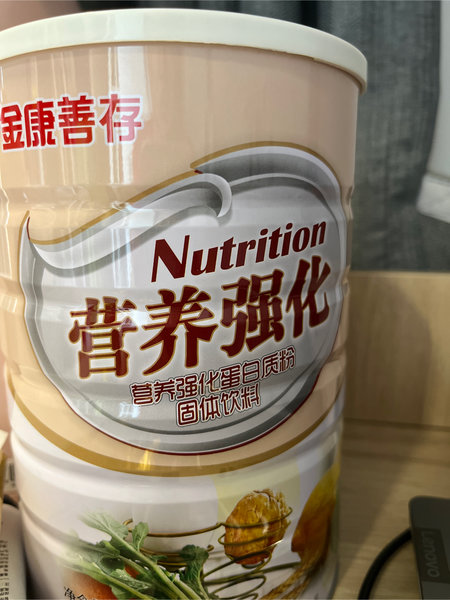 金康善存
Nutrition
营养强化
营养强化蛋白质粉
固体饮料
Lenovo